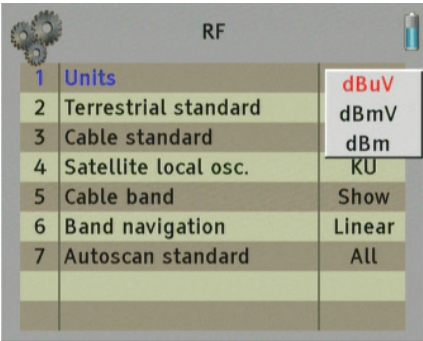 RF
1 Units dBuV
dBmV
2 Terrestrial standard
3 Cable standard dBm
4 Satellite local osc. KU
5 Cable band Show
6 Band navigation Linear
7 Autoscan standard All